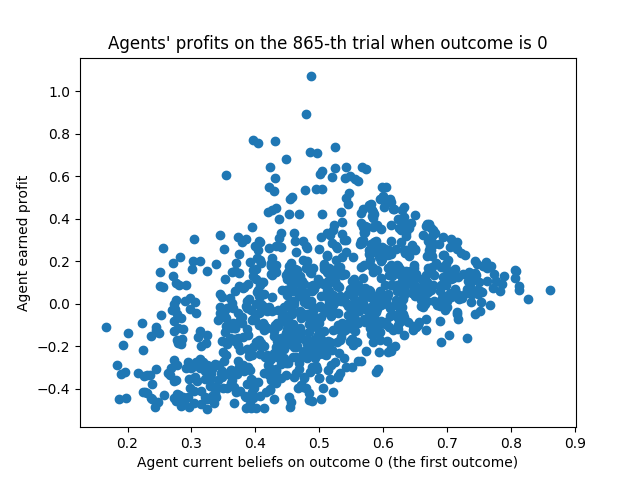 Agents' profits on the 865-th trial when outcome is 0
1.0
0.8
0.6
0.4
0.2
0.0
−0.2
−0.4
Agent earned profit
0.2 0.3 0.4 0.5 0.6 0.7 0.8 0.9
Agent current beliefs on outcome 0 (the first outcome)